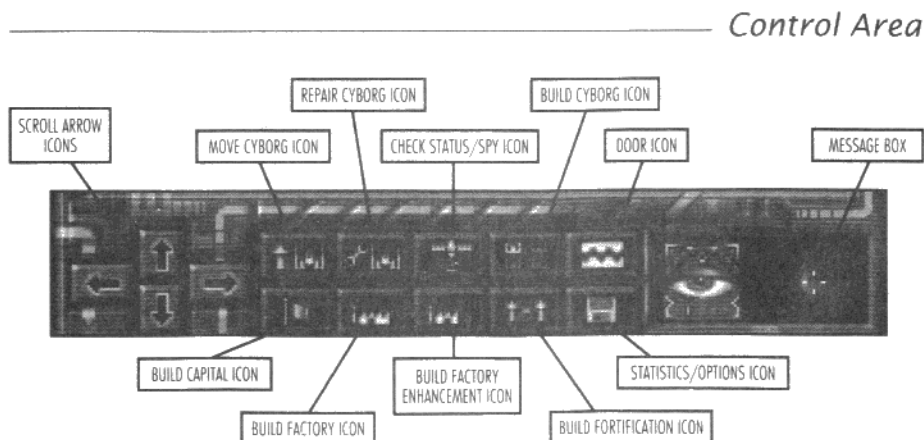 Control Area
REPAIR CYBORG ICON
BUILD CYBORG ICON
SCROLL ARROW
ICONS
MOVE CYBORG ICON
CHECK STATUS/SPY ICON
DOOR ICON
MESSAGE BOX
BUILD CAPITAL ICON
BUILD FACTORY
ENHANCEMENT ICON
STATISTICS/OPTIONS ICON
BUILD FACTORY ICON
BUILD FORTIFICATION ICON